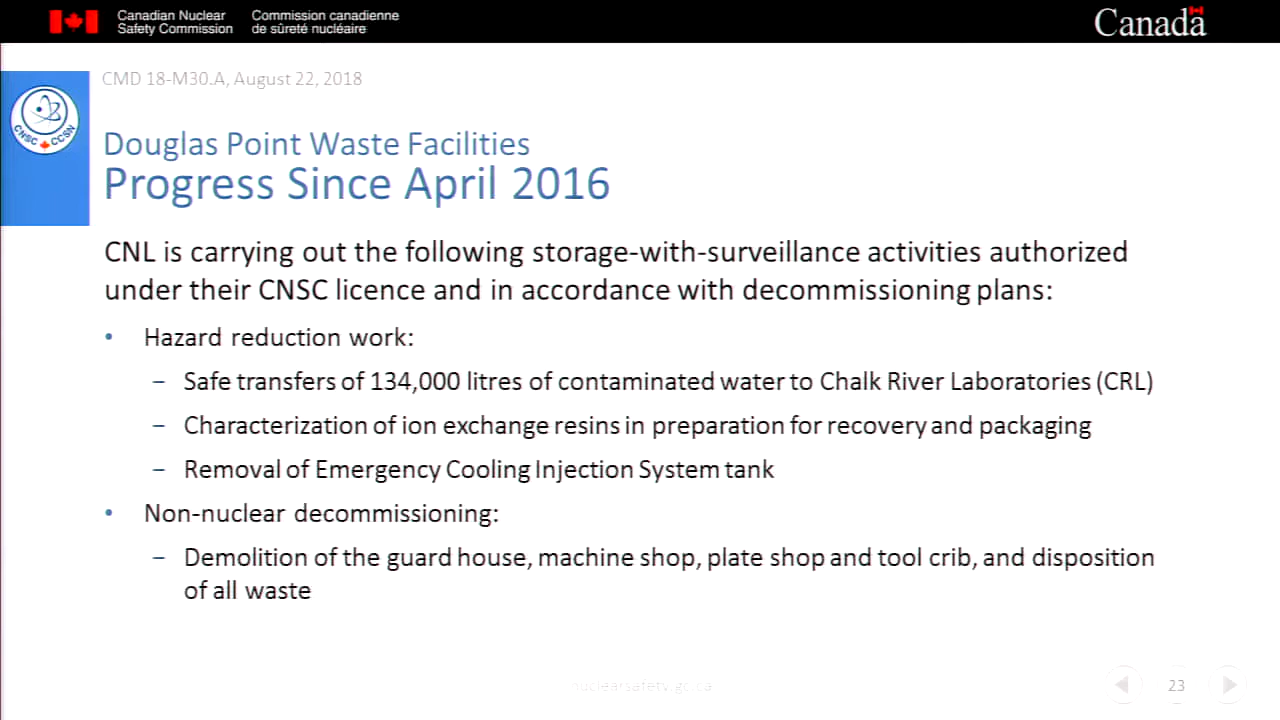 Canadian Nuclear Safety Commission
Commission canadienne de sûreté nucléaire
Canada
CMD 18-M30.A, August 22, 2018
CNSC CCSN
Douglas Point Waste Facilities
Progress Since April 2016
CNL is carrying out the following storage-with-surveillance activities authorized
under their CNSC licence and in accordance with decommissioning plans:
• Hazard reduction work:
– Safe transfers of 134,000 litres of contaminated water to Chalk River Laboratories (CRL)
– Characterization of ion exchange resins in preparation for recovery and packaging
– Removal of Emergency Cooling Injection System tank
• Non-nuclear decommissioning:
– Demolition of the guard house, machine shop, plate shop and tool crib, and disposition
of all waste
nuclearsafety.gc.ca
23